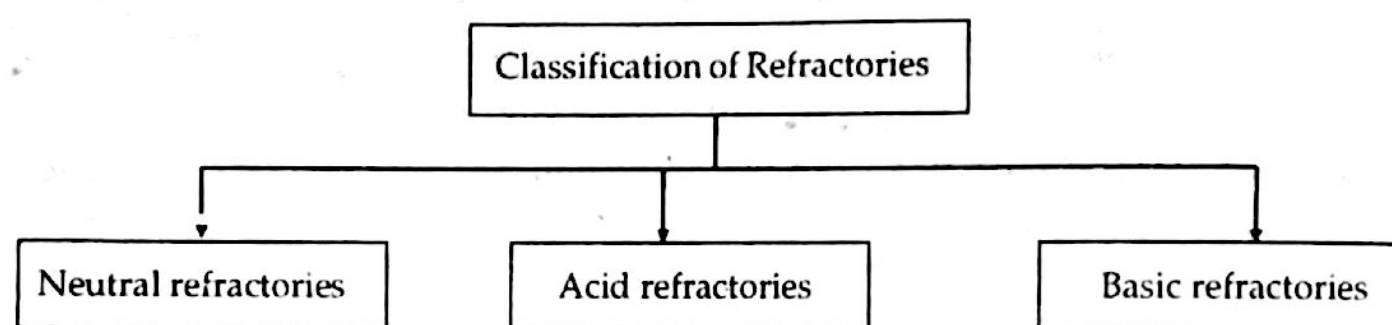 Classification of Refractories
Neutral refractories
Acid refractories
Basic refractories